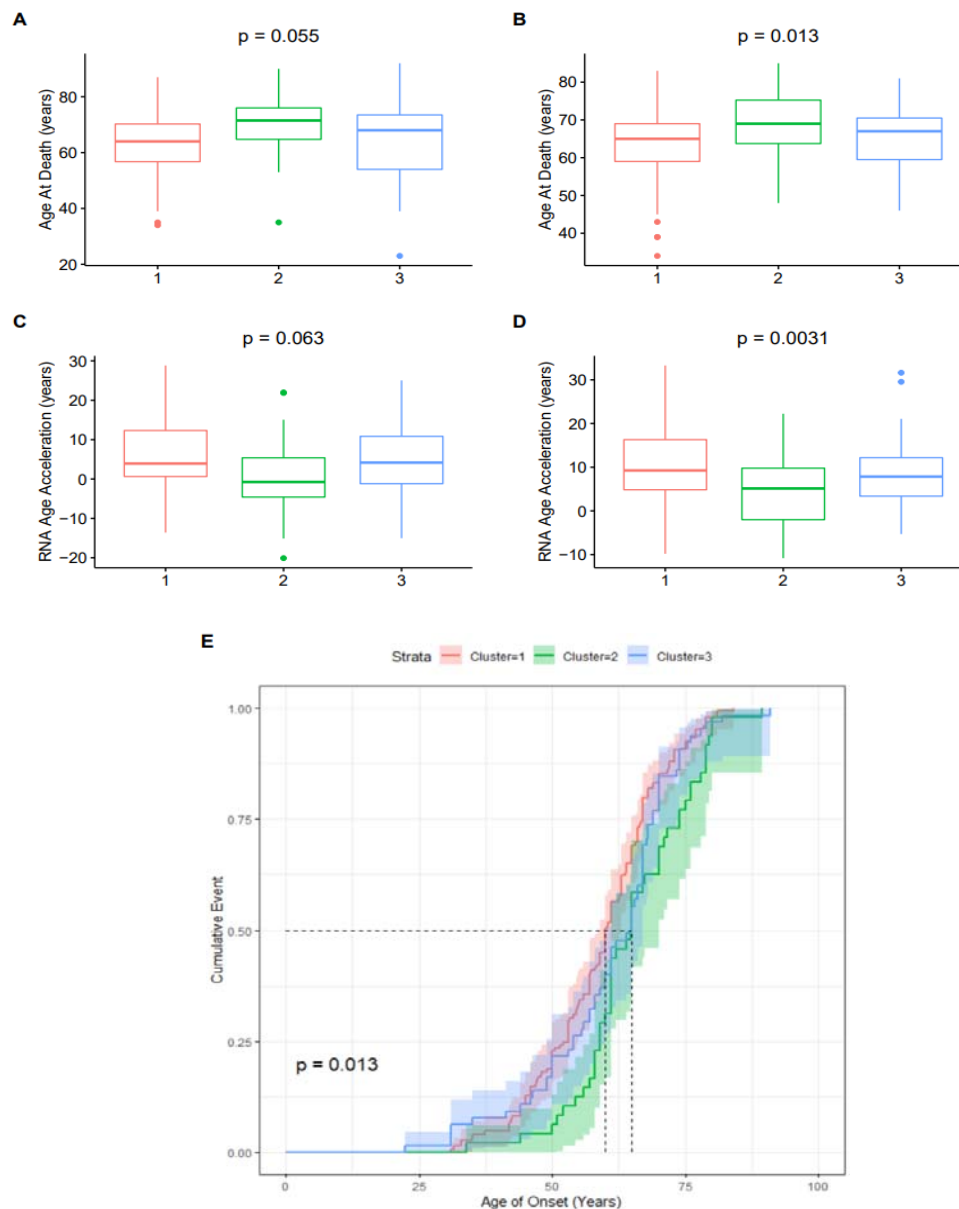 A
p = 0.055
Age At Death (years)
80
60
40
20
1 2 3
B
p = 0.013
Age At Death (years)
80
70
60
50
40
1 2 3
C
p = 0.063
RNA Age Acceleration (years)
30
20
10
0
−10
−20
1 2 3
D
p = 0.0031
RNA Age Acceleration (years)
30
20
10
0
−10
1 2 3
E
Strata Cluster=1 Cluster=2 Cluster=3
Cumulative Event
1.00
0.75
0.50
0.25
0.00
p = 0.013
0 25 50 75 100
Age of Onset (Years)